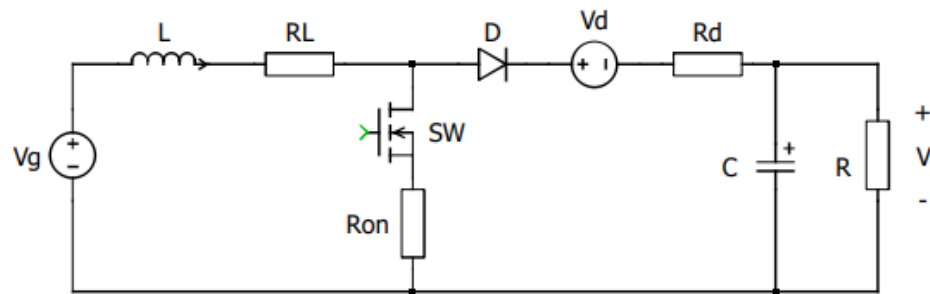 L
RL
D
Vd
Rd
Vg
+
-
SW
Ron
+ -
C
+
R
+
V
-